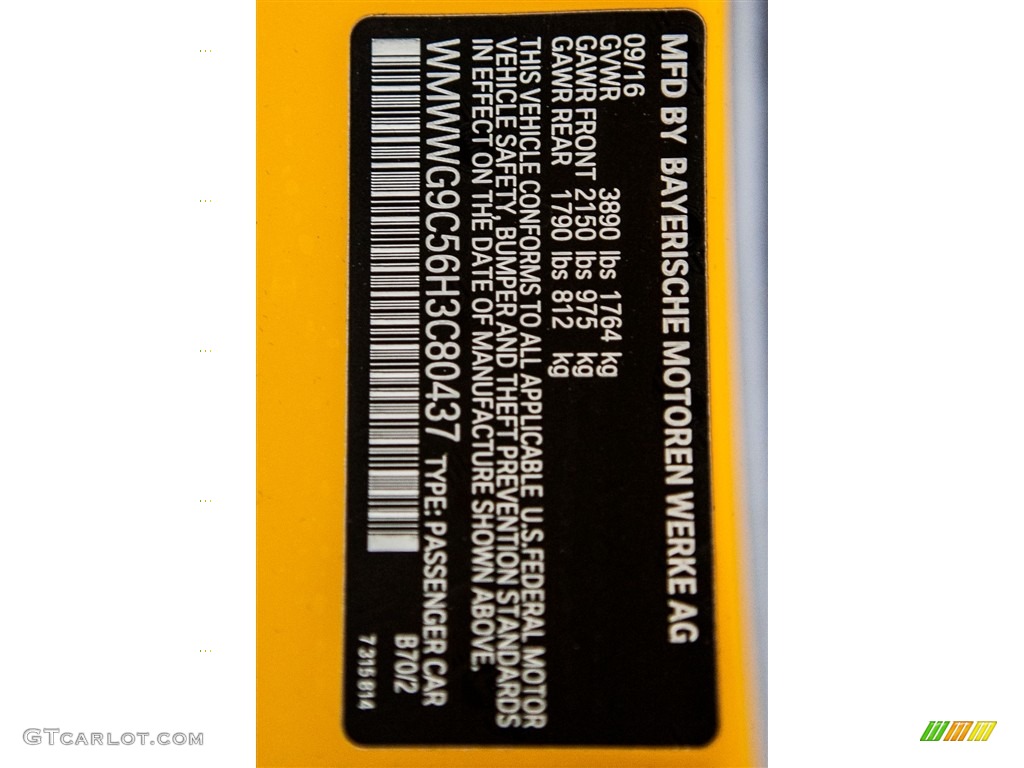 MFD BY BAYERISCHE MOTOREN WERKE AG
09/16
GVWR 3890 lbs 1764 kg
GAWR FRONT 2150 lbs 975 kg
GAWR REAR 1790 lbs 812 kg
THIS VEHICLE CONFORMS TO ALL APPLICABLE U.S.FEDERAL MOTOR
VEHICLE SAFETY, BUMPER AND THEFT PREVENTION STANDARDS
IN EFFECT ON THE DATE OF MANUFACTURE SHOWN ABOVE.
WMWWG9C56H3C80437 TYPE: PASSENGER CAR
B70/2
7 315 814
GTCARLOT.COM